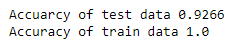 Accuarcy of test data 0.9266
Accuracy of train data 1.0